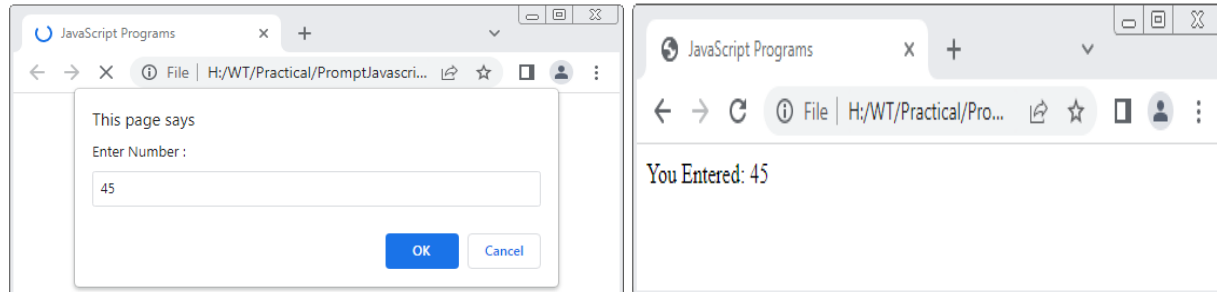 JavaScript Programs
File | H:/WT/Practical/PromptJavascri...
This page says
Enter Number :
45
OK Cancel
JavaScript Programs
File | H:/WT/Practical/Pro...
You Entered: 45